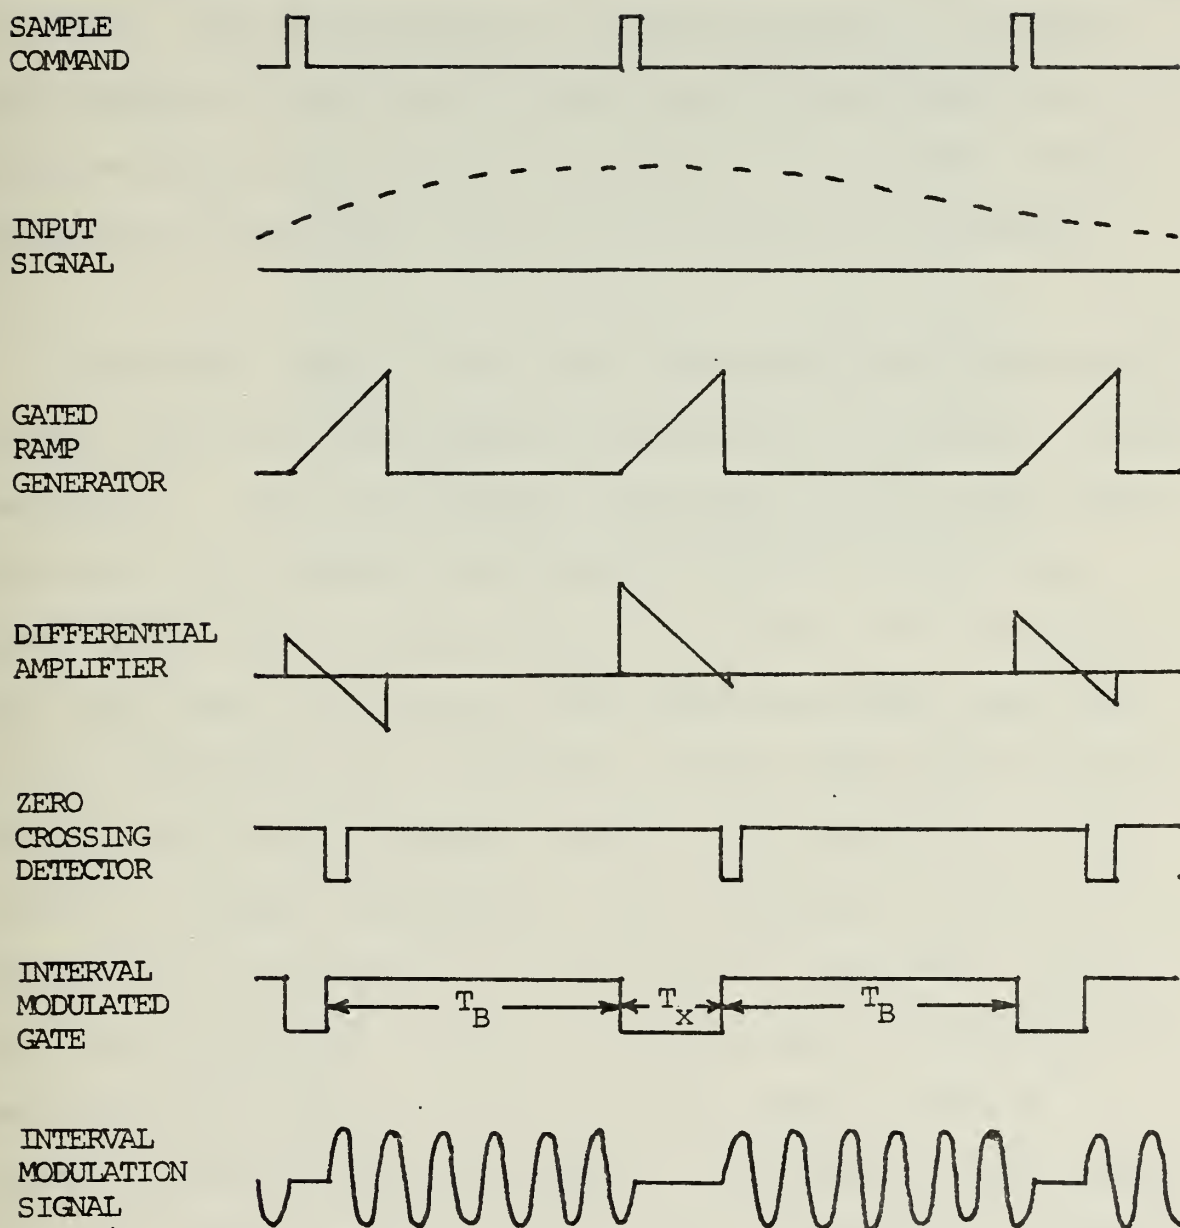 SAMPLE
COMMAND
INPUT
SIGNAL
GATED
RAMP
GENERATOR
DIFFERENTIAL
AMPLIFIER
ZERO
CROSSING
DETECTOR
INTERVAL
MODULATED
GATE
T_B T_X T_B
INTERVAL
MODULATION
SIGNAL